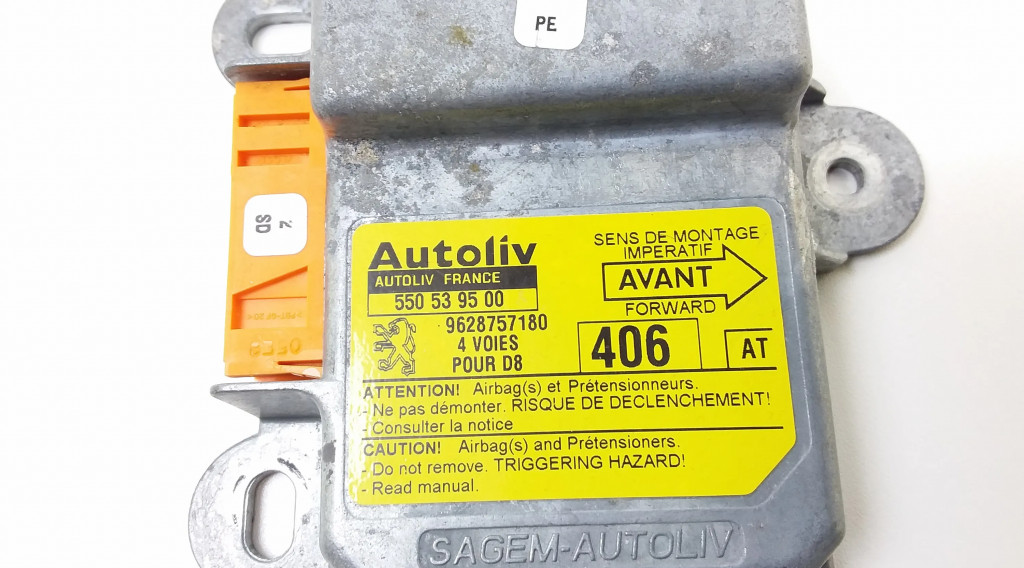 PE
Z
SD
Autoliv
AUTOLIV FRANCE
550 53 95 00
SENS DE MONTAGE
IMPERATIF
AVANT
FORWARD
9628757180
4 VOIES
POUR D8
406
AT
ATTENTION! Airbag(s) et Prétensionneurs.
- Ne pas démonter. RISQUE DE DECLENCHEMENT!
- Consulter la notice
CAUTION! Airbag(s) and Prétensioners.
- Do not remove. TRIGGERING HAZARD!
- Read manual.
SAGEM-AUTOLIV